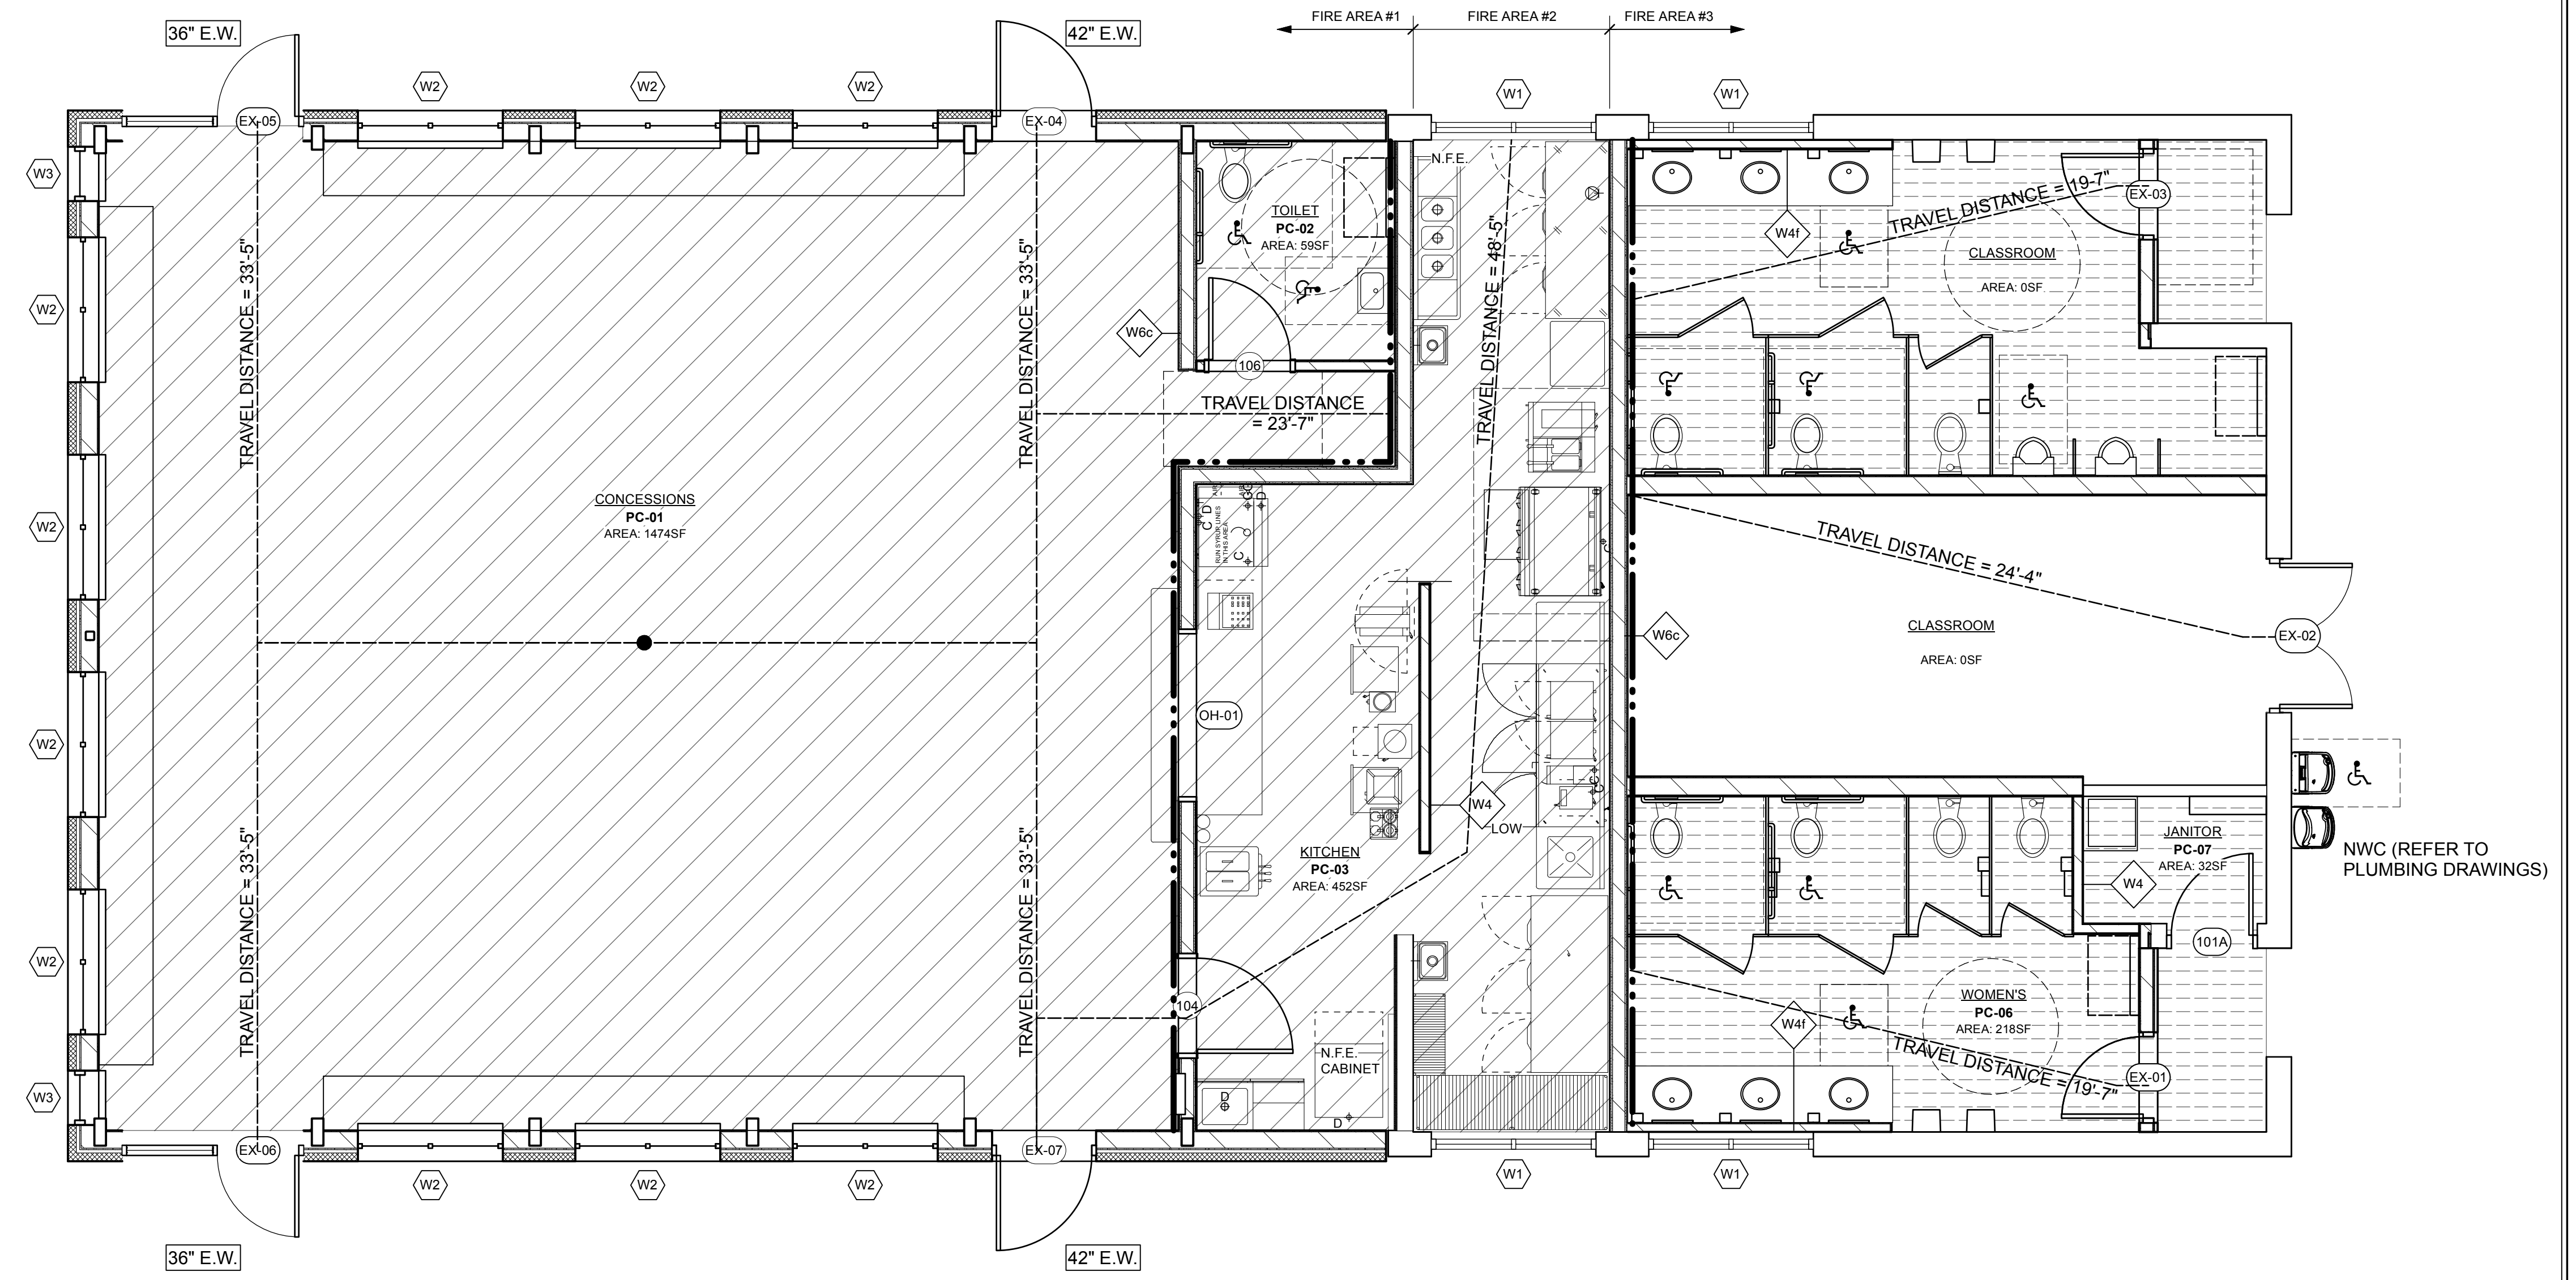 36" E.W.
42" E.W.
FIRE AREA #1
FIRE AREA #2
FIRE AREA #3
W2
W2
W2
W1
W1
EX-05
EX-04
W3
N.F.E.
TOILET
PC-02
AREA: 59SF
W4f
TRAVEL DISTANCE = 19-7"
EX-03
CLASSROOM
AREA: 0SF
W2
TRAVEL DISTANCE = 33'-5"
TRAVEL DISTANCE = 33'-5"
TRAVEL DISTANCE = 48'-5"
W6c
106
TRAVEL DISTANCE
= 23'-7"
CONCESSIONS
PC-01
AREA: 1474SF
W2
RUN SYRUP LINES
IN THIS AREA
C
D
C
C
D
TRAVEL DISTANCE = 24'-4"
CLASSROOM
AREA: 0SF
W6c
EX-02
OH-01
W2
W4
LOW
KITCHEN
PC-03
AREA: 452SF
JANITOR
PC-07
AREA: 32SF
W4
NWC (REFER TO
PLUMBING DRAWINGS)
TRAVEL DISTANCE = 33'-5"
TRAVEL DISTANCE = 33'-5"
W2
101A
104
WOMEN'S
PC-06
AREA: 218SF
W4f
TRAVEL DISTANCE = 19'-7"
EX-01
N.F.E.
CABINET
D
D
W3
EX-06
EX-07
W2
W2
W2
W1
W1
36" E.W.
42" E.W.